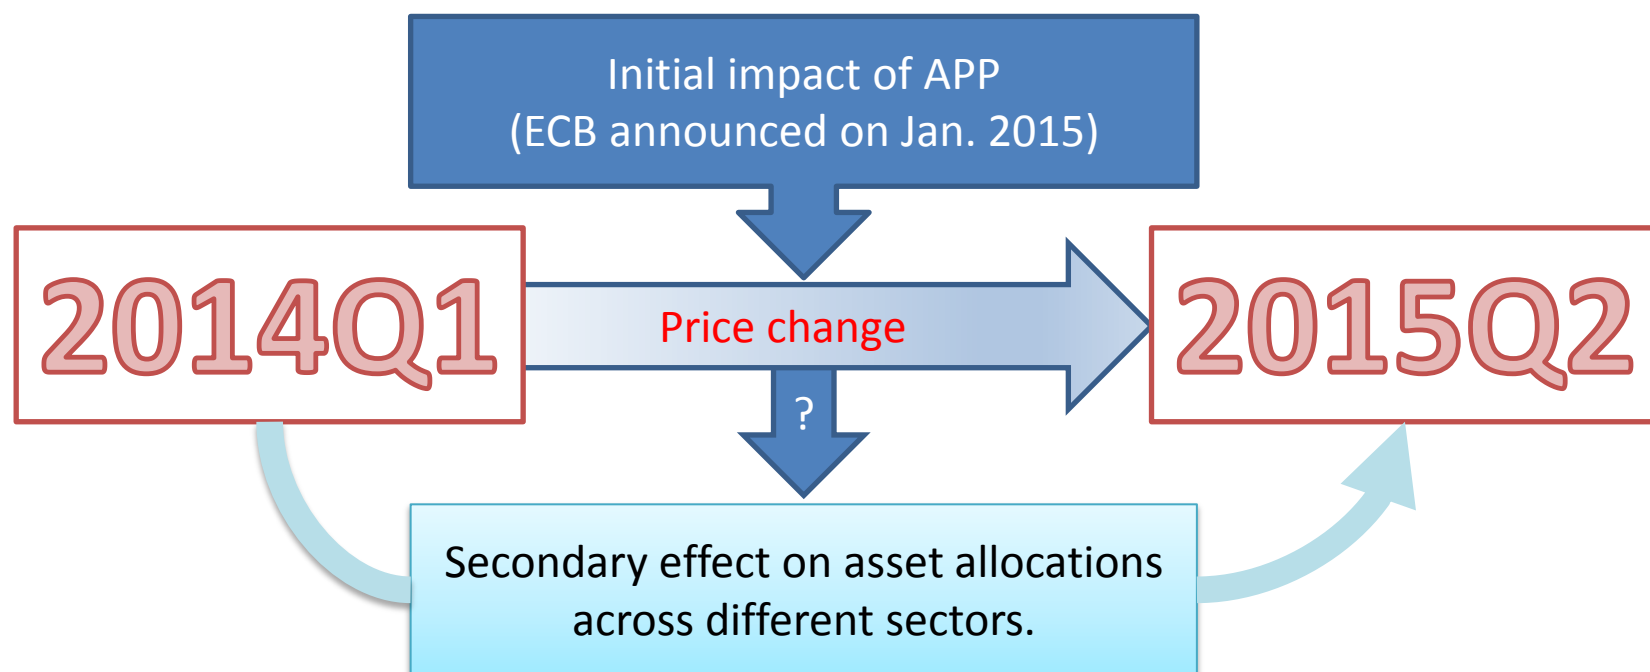 Initial impact of APP
(ECB announced on Jan. 2015)
2014Q1
Price change
2015Q2
?
Secondary effect on asset allocations
across different sectors.